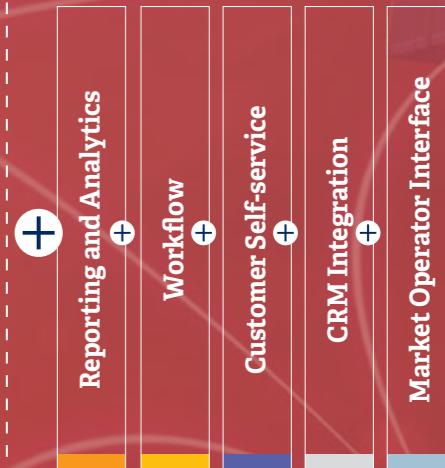 Reporting and Analytics
Workflow
Customer Self-service
CRM Integration
Market Operator Interface